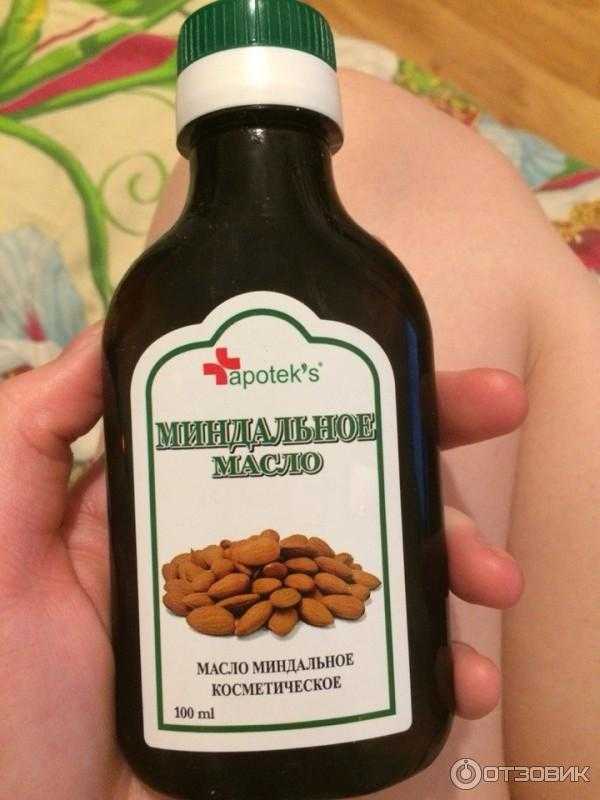 apotek's®
МИНДАЛЬНОЕ
МАСЛО
МАСЛО МИНДАЛЬНОЕ
КОСМЕТИЧЕСКОЕ
100 ml
ОТЗОВИК